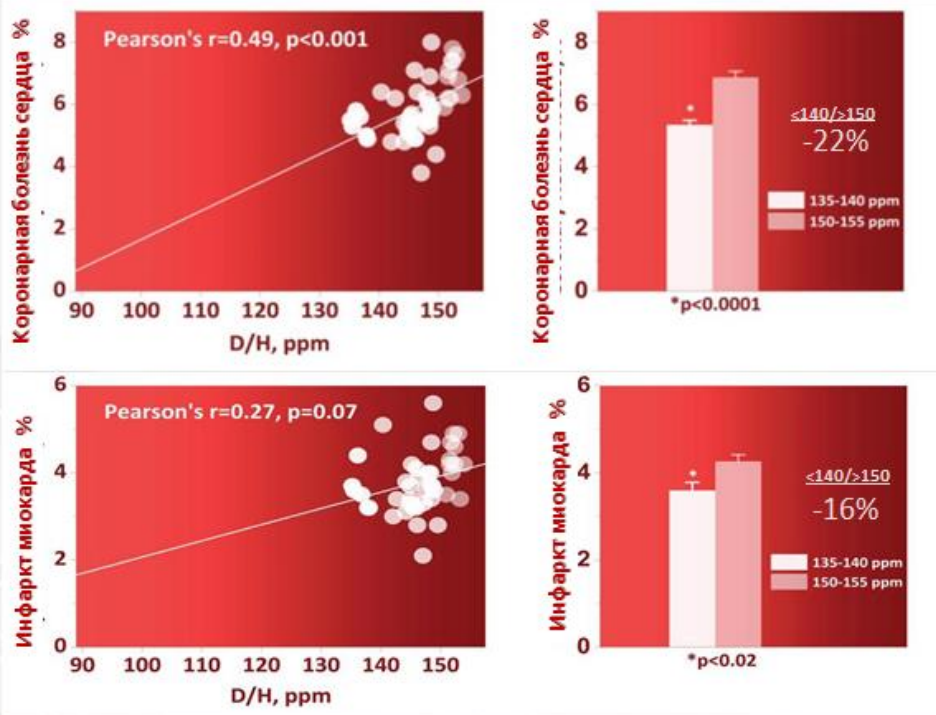 Коронарная болезнь сердца %
Pearson's r=0.49, p<0.001
8
6
4
2
0
90 100 110 120 130 140 150
D/H, ppm
Коронарная болезнь сердца %
8
6
4
2
0
*
<140/>150
-22%
135-140 ppm
150-155 ppm
*p<0.0001
Инфаркт миокарда %
Pearson's r=0.27, p=0.07
6
4
2
0
90 100 110 120 130 140 150
D/H, ppm
Инфаркт миокарда %
6
4
2
0
*
<140/>150
-16%
135-140 ppm
150-155 ppm
*p<0.02